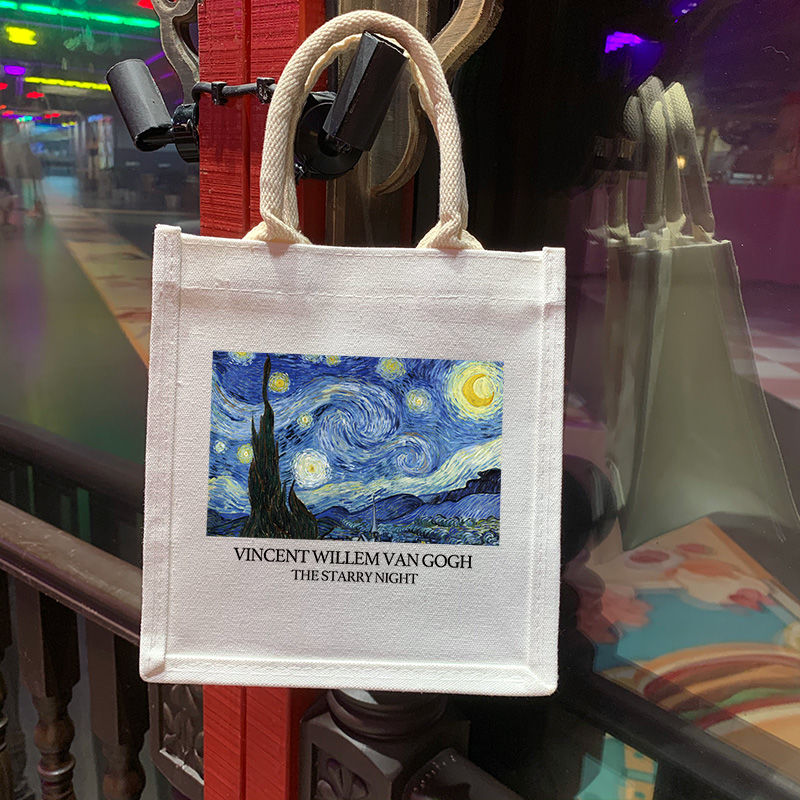 VINCENT WILLEM VAN GOGH
THE STARRY NIGHT